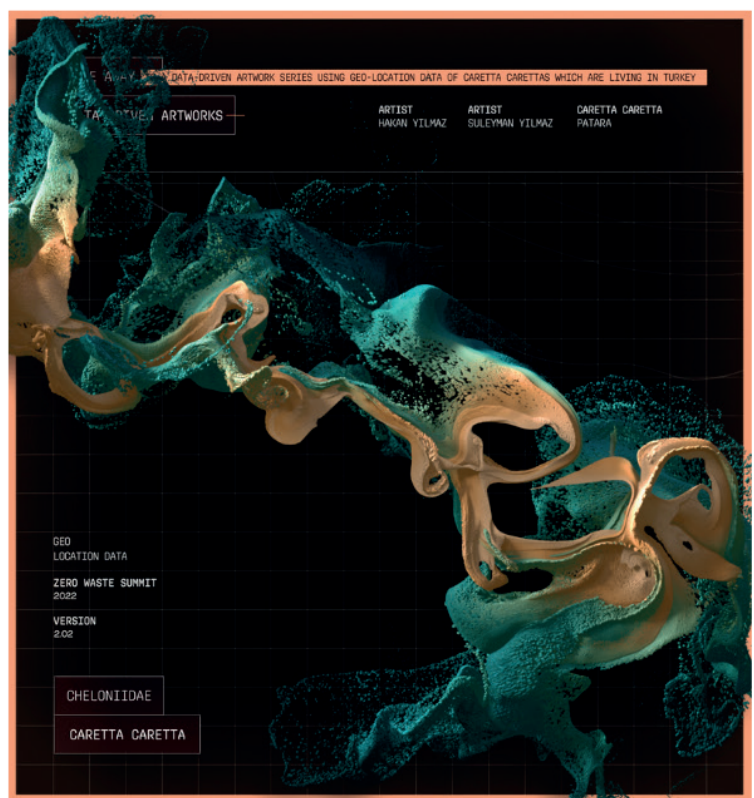 DATA-DRIVEN ARTWORK SERIES USING GEO-LOCATION DATA OF CARETTA CARETTAS WHICH ARE LIVING IN TURKEY
ARTWORKS
ARTIST
HAKAN YILMAZ
ARTIST
SULEYMAN YILMAZ
CARETTA CARETTA
PATARA
GEO
LOCATION DATA
ZERO WASTE SUMMIT
2022
VERSION
2.02
CHELONIIDAE
CARETTA CARETTA